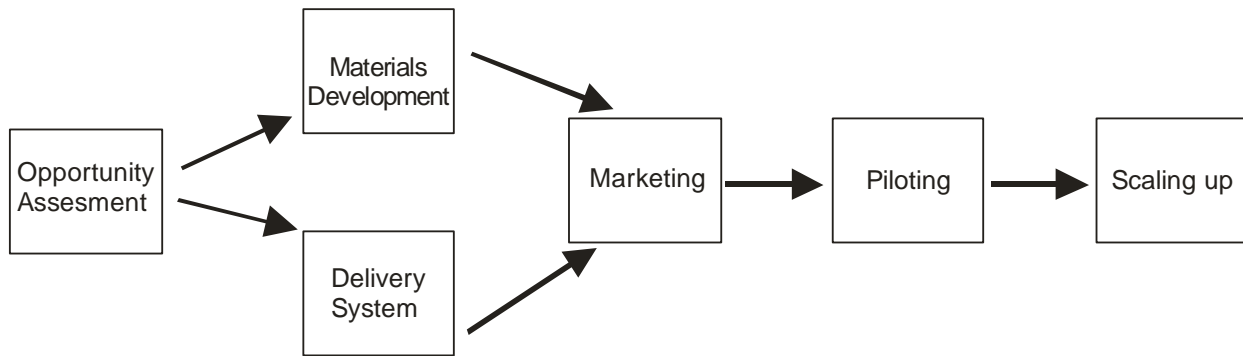 Opportunity
Assesment
Materials
Development
Delivery
System
Marketing
Piloting
Scaling up